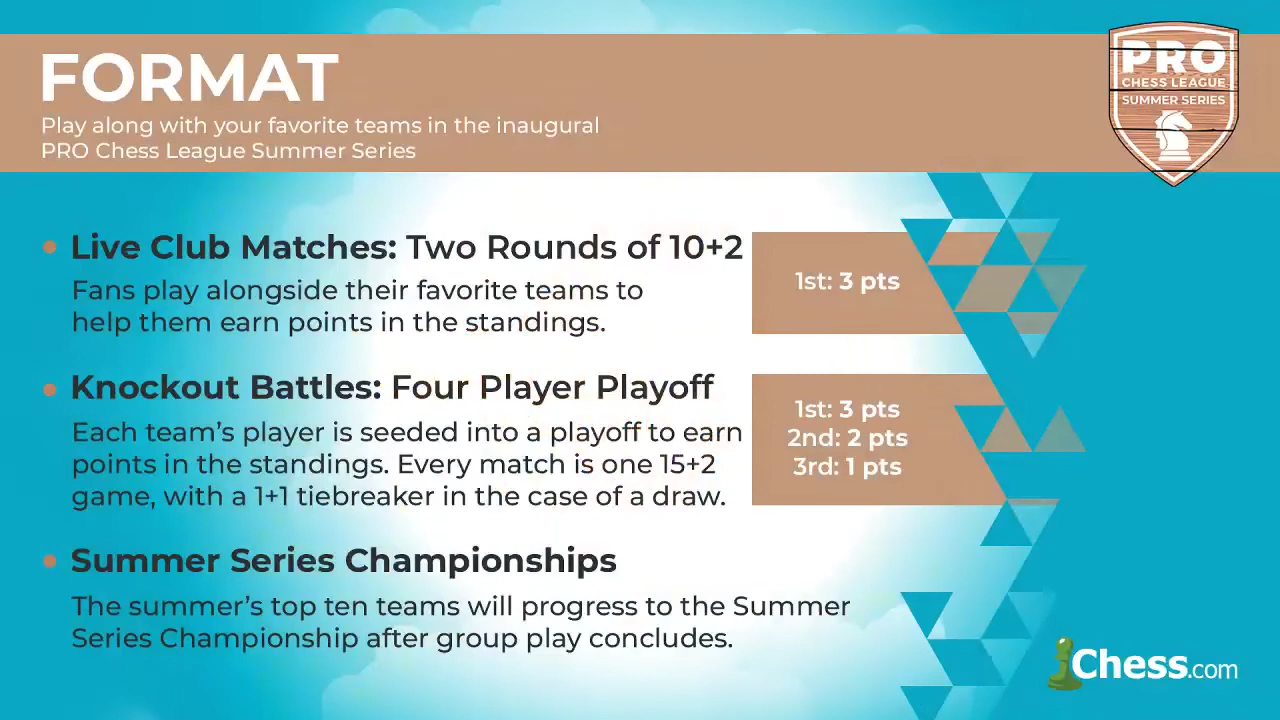 FORMAT
Play along with your favorite teams in the inaugural
PRO Chess League Summer Series
PRO
CHESS LEAGUE
SUMMER SERIES
Live Club Matches: Two Rounds of 10+2
Fans play alongside their favorite teams to
help them earn points in the standings.
1st: 3 pts
Knockout Battles: Four Player Playoff
Each team’s player is seeded into a playoff to earn
points in the standings. Every match is one 15+2
game, with a 1+1 tiebreaker in the case of a draw.
1st: 3 pts
2nd: 2 pts
3rd: 1 pts
Summer Series Championships
The summer’s top ten teams will progress to the Summer
Series Championship after group play concludes.
Chess.com